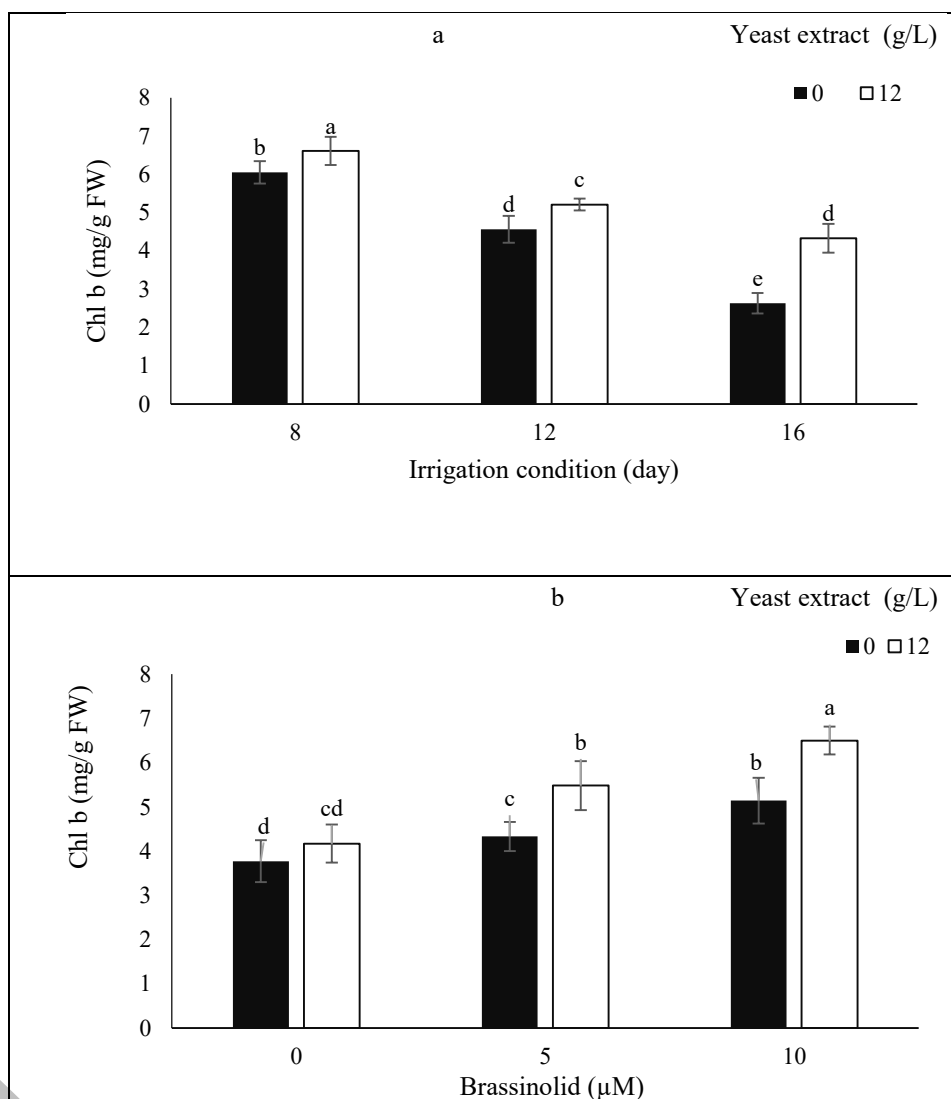 a Yeast extract (g/L)
0 12
8
7
6
5
4
3
2
1
0
Chl b (mg/g FW)
b a d c e d
8 12 16
Irrigation condition (day)
b Yeast extract (g/L)
0 12
8
7
6
5
4
3
2
1
0
Chl b (mg/g FW)
d cd c b b a
0 5 10
Brassinolid (µM)